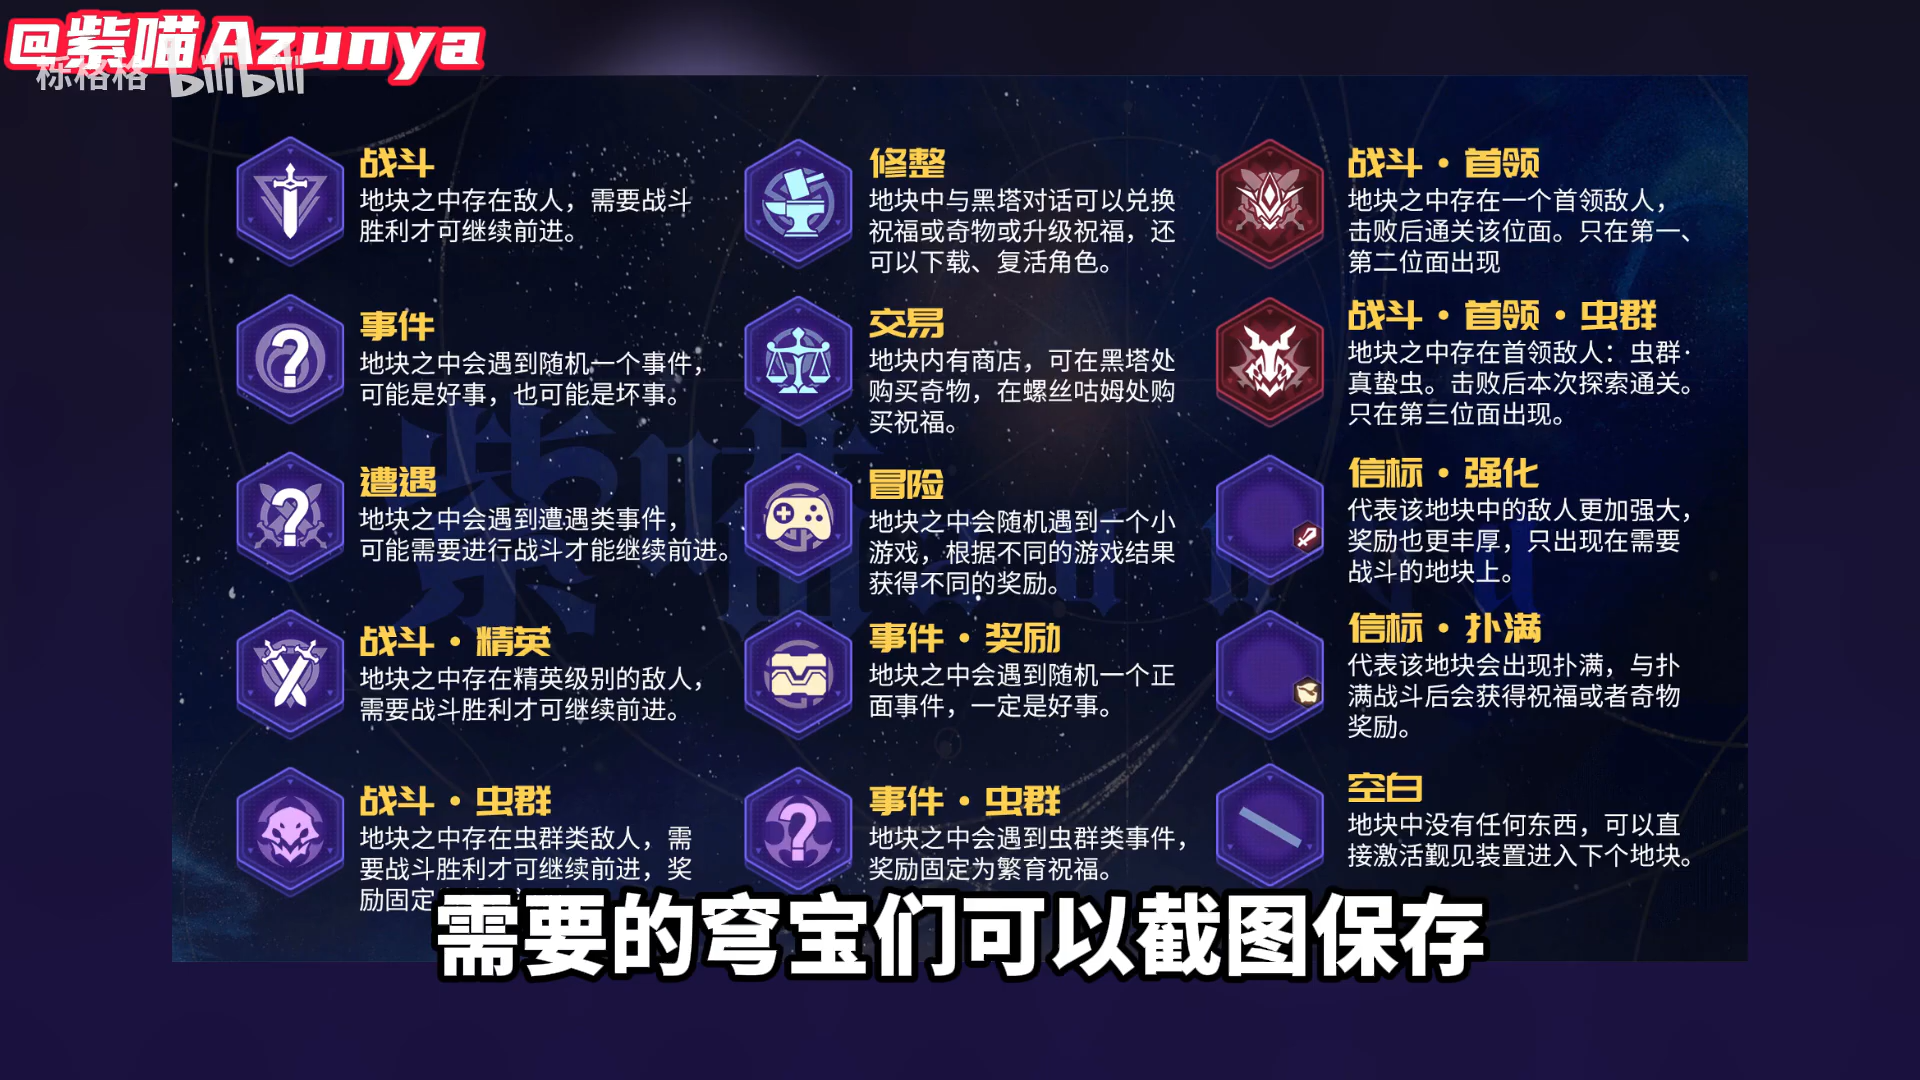 @紫喵Azunya
栎格格 bilibili
战斗
地块之中存在敌人，需要战斗
胜利才可继续前进。
事件
地块之中会遇到随机一个事件，
可能是好事，也可能是坏事。
遭遇
地块之中会遇到遭遇类事件，
可能需要进行战斗才能继续前进。
战斗·精英
地块之中存在精英级别的敌人，
需要战斗胜利才可继续前进。
战斗·虫群
地块之中存在虫群类敌人，需
要战斗胜利才可继续前进，奖
励固定
修整
地块中与黑塔对话可以兑换
祝福或奇物或升级祝福，还
可以下载、复活角色。
交易
地块内有商店，可在黑塔处
购买奇物，在螺丝咕姆处购
买祝福。
冒险
地块之中会随机遇到一个小
游戏，根据不同的游戏结果
获得不同的奖励。
事件·奖励
地块之中会遇到随机一个正
面事件，一定是好事。
事件·虫群
地块之中会遇到虫群类事件，
奖励固定为繁育祝福。
战斗·首领
地块之中存在一个首领敌人，
击败后通关该位面。只在第一、
第二位面出现
战斗·首领·虫群
地块之中存在首领敌人：虫群·
真蛰虫。击败后本次探索通关。
只在第三位面出现。
信标·强化
代表该地块中的敌人更加强大，
奖励也更丰厚，只出现在需要
战斗的地块上。
信标·扑满
代表该地块会出现扑满，与扑
满战斗后会获得祝福或者奇物
奖励。
空白
地块中没有任何东西，可以直
接激活觐见装置进入下个地块。
需要的穹宝们可以截图保存